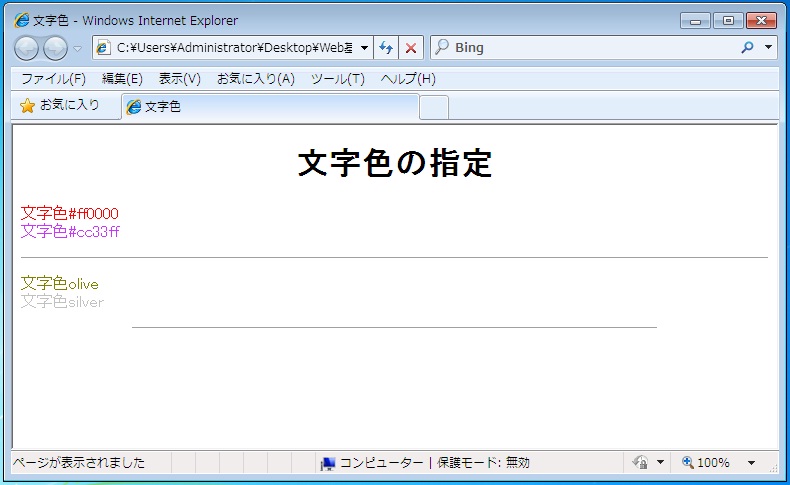 文字色 - Windows Internet Explorer
C:¥Users¥Administrator¥Desktop¥Web基
Bing
ファイル(F) 編集(E) 表示(V) お気に入り(A) ツール(T) ヘルプ(H)
お気に入り 文字色
文字色の指定
文字色#ff0000
文字色#cc33ff
文字色olive
文字色silver
ページが表示されました コンピューター | 保護モード: 無効 100%